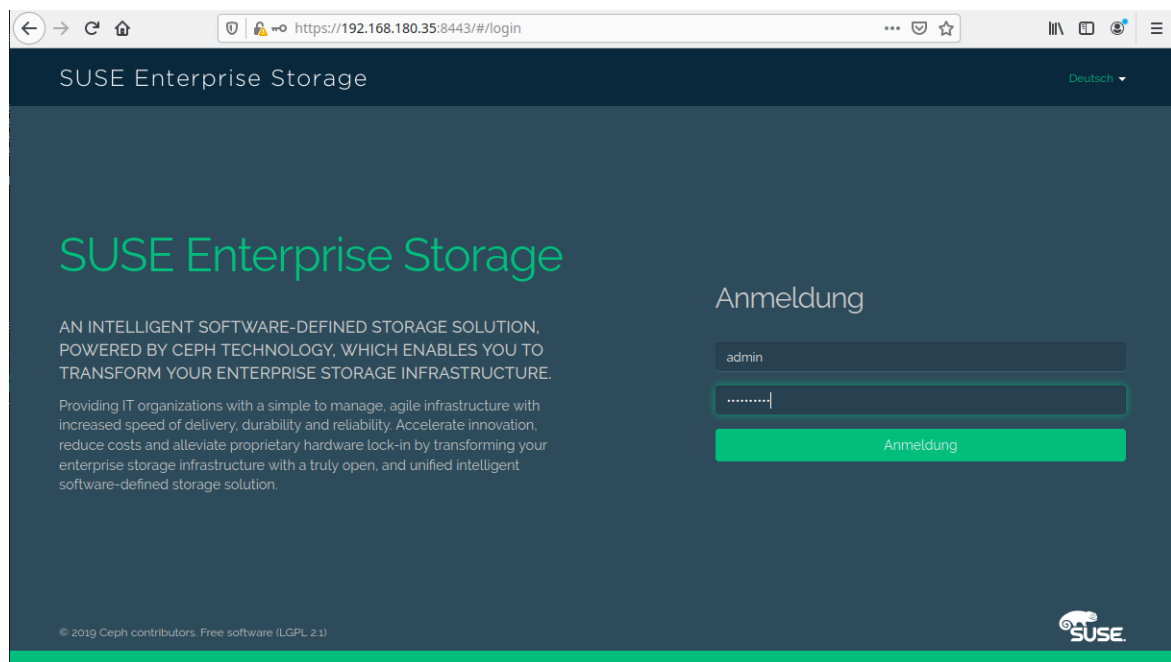 https://192.168.180.35:8443/#/login
SUSE Enterprise Storage
Deutsch
SUSE Enterprise Storage
AN INTELLIGENT SOFTWARE-DEFINED STORAGE SOLUTION,
POWERED BY CEPH TECHNOLOGY, WHICH ENABLES YOU TO
TRANSFORM YOUR ENTERPRISE STORAGE INFRASTRUCTURE.
Providing IT organizations with a simple to manage, agile infrastructure with
increased speed of delivery, durability and reliability. Accelerate innovation,
reduce costs and alleviate proprietary hardware lock-in by transforming your
enterprise storage infrastructure with a truly open, and unified intelligent
software-defined storage solution.
Anmeldung
admin
••••••••••
Anmeldung
© 2019 Ceph contributors. Free software (LGPL 2.1)
SUSE.